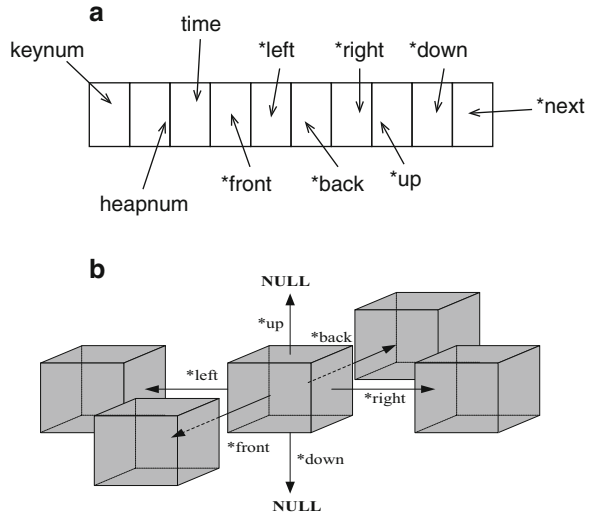 a
time
keynum
*left
*right
*down
*next
*front
*back
*up
heapnum
b
NULL
*up
*back
*left
*right
*front
*down
NULL